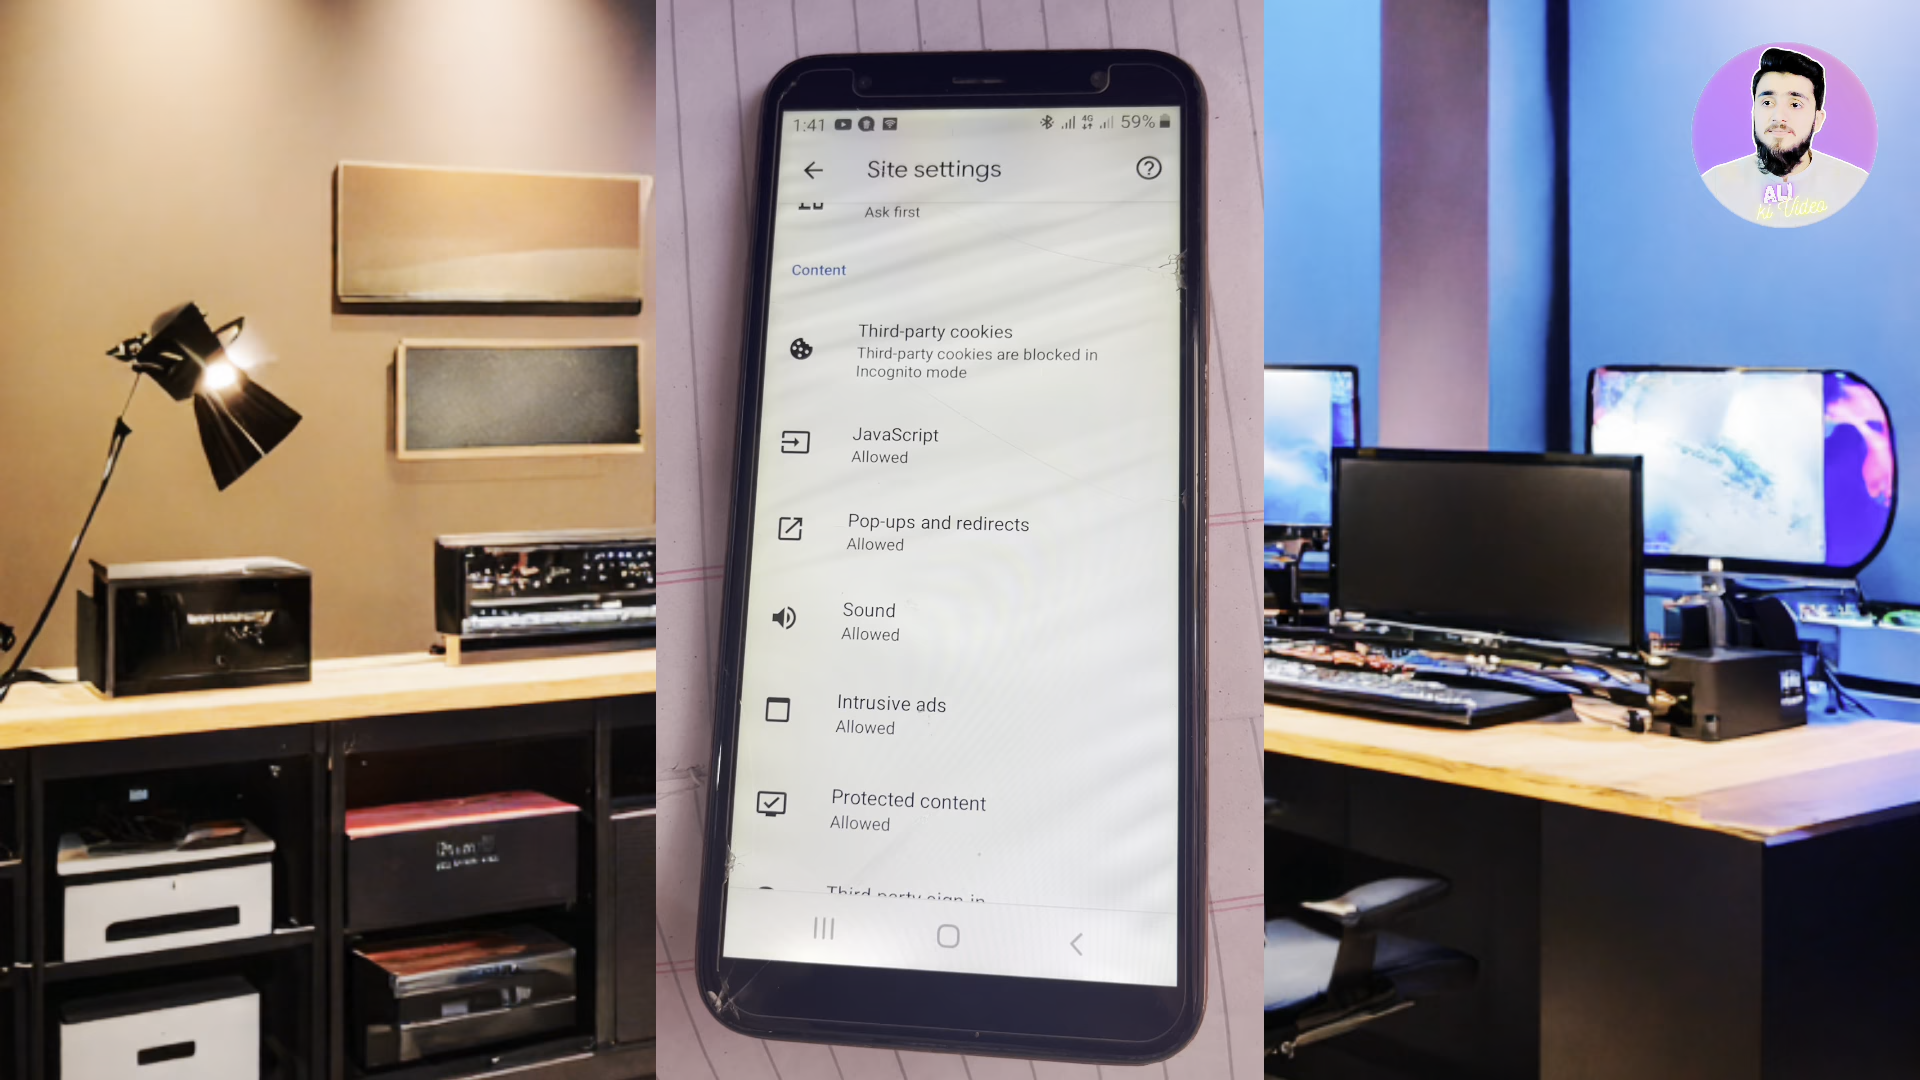 1:41
4G
59%
Site settings
Ask first
Content
Third-party cookies
Third-party cookies are blocked in
Incognito mode
JavaScript
Allowed
Pop-ups and redirects
Allowed
Sound
Allowed
Intrusive ads
Allowed
Protected content
Allowed
Third party sign in
ALI
ki Video